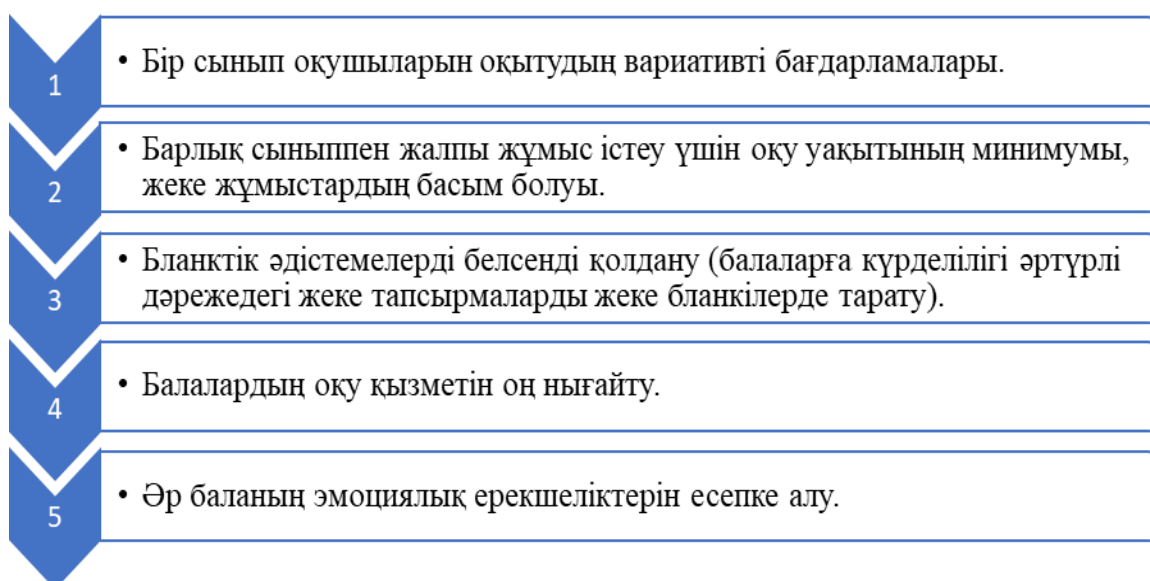 1
• Бір сынып оқушыларын оқытудың вариативті бағдарламалары.
2
• Барлық сыныппен жалпы жұмыс істеу үшін оқу уақытының минимумы,
жеке жұмыстардың басым болуы.
3
• Бланктік әдістемелерді белсенді қолдану (балаларға күрделілігі әртүрлі
дәрежедегі жеке тапсырмаларды жеке бланкілерде тарату).
4
• Балалардың оқу қызметін оң нығайту.
5
• Әр баланың эмоциялық ерекшеліктерін есепке алу.